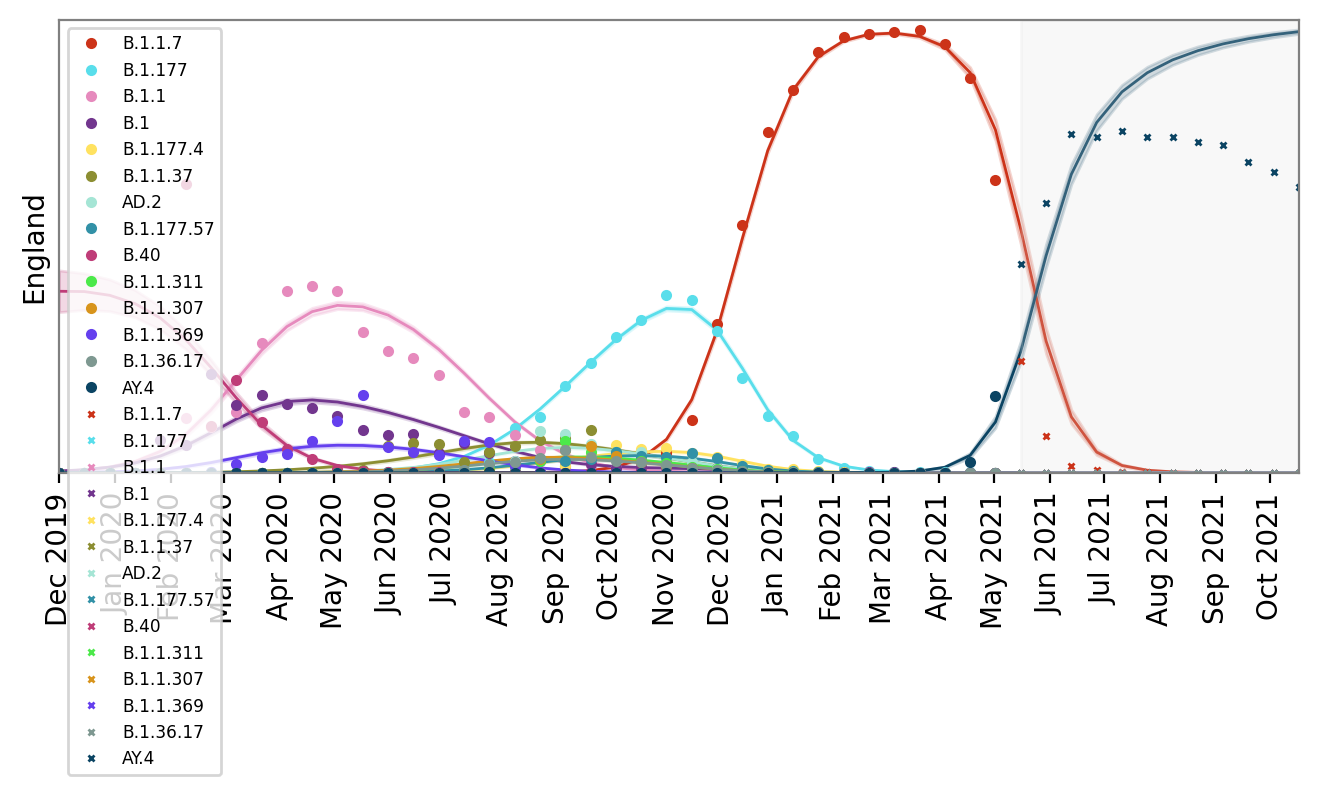 England
B.1.1.7
B.1.177
B.1.1
B.1
B.1.177.4
B.1.1.37
AD.2
B.1.177.57
B.40
B.1.1.311
B.1.1.307
B.1.1.369
B.1.36.17
AY.4
B.1.1.7
B.1.177
B.1.1
B.1
B.1.177.4
B.1.1.37
AD.2
B.1.177.57
B.40
B.1.1.311
B.1.1.307
B.1.1.369
B.1.36.17
AY.4
Dec 2019
Jan 2020
Feb 2020
Mar 2020
Apr 2020
May 2020
Jun 2020
Jul 2020
Aug 2020
Sep 2020
Oct 2020
Nov 2020
Dec 2020
Jan 2021
Feb 2021
Mar 2021
Apr 2021
May 2021
Jun 2021
Jul 2021
Aug 2021
Sep 2021
Oct 2021